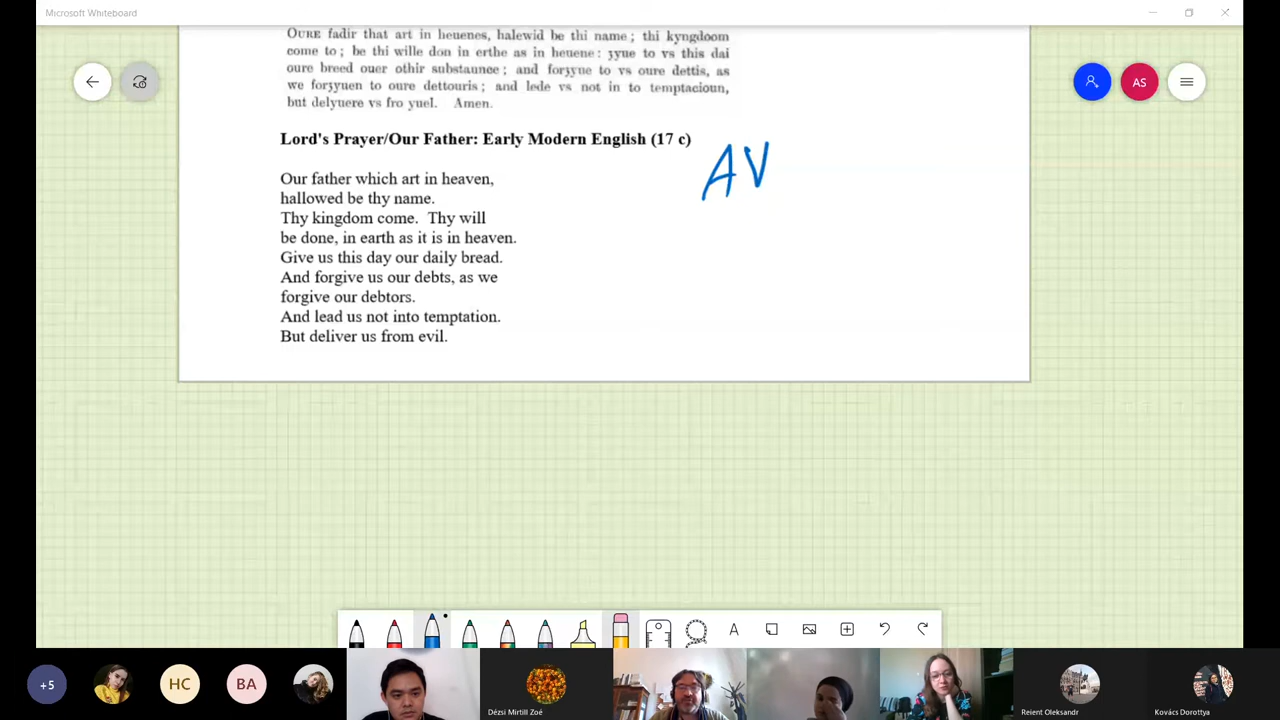 Microsoft Whiteboard
OURE fadir that art in heuenes, halewid be thi name; thi kyngdoom
come to; be thi wille don in erthe as in heuene: ȝyue to vs this dai
oure breed ouer othir substaunce; and forȝyue to vs oure dettis, as
we forȝyuen to oure dettouris; and lede vs not in to temptacioun,
but delyuere vs fro yuel. Amen.
Lord's Prayer/Our Father: Early Modern English (17 c)
AV
Our father which art in heaven,
hallowed be thy name.
Thy kingdom come. Thy will
be done, in earth as it is in heaven.
Give us this day our daily bread.
And forgive us our debts, as we
forgive our debtors.
And lead us not into temptation.
But deliver us from evil.
AS
A
+5
HC
BA
Dézsi Mirtill Zoé
Reient Oleksandr
Kovács Dorottya